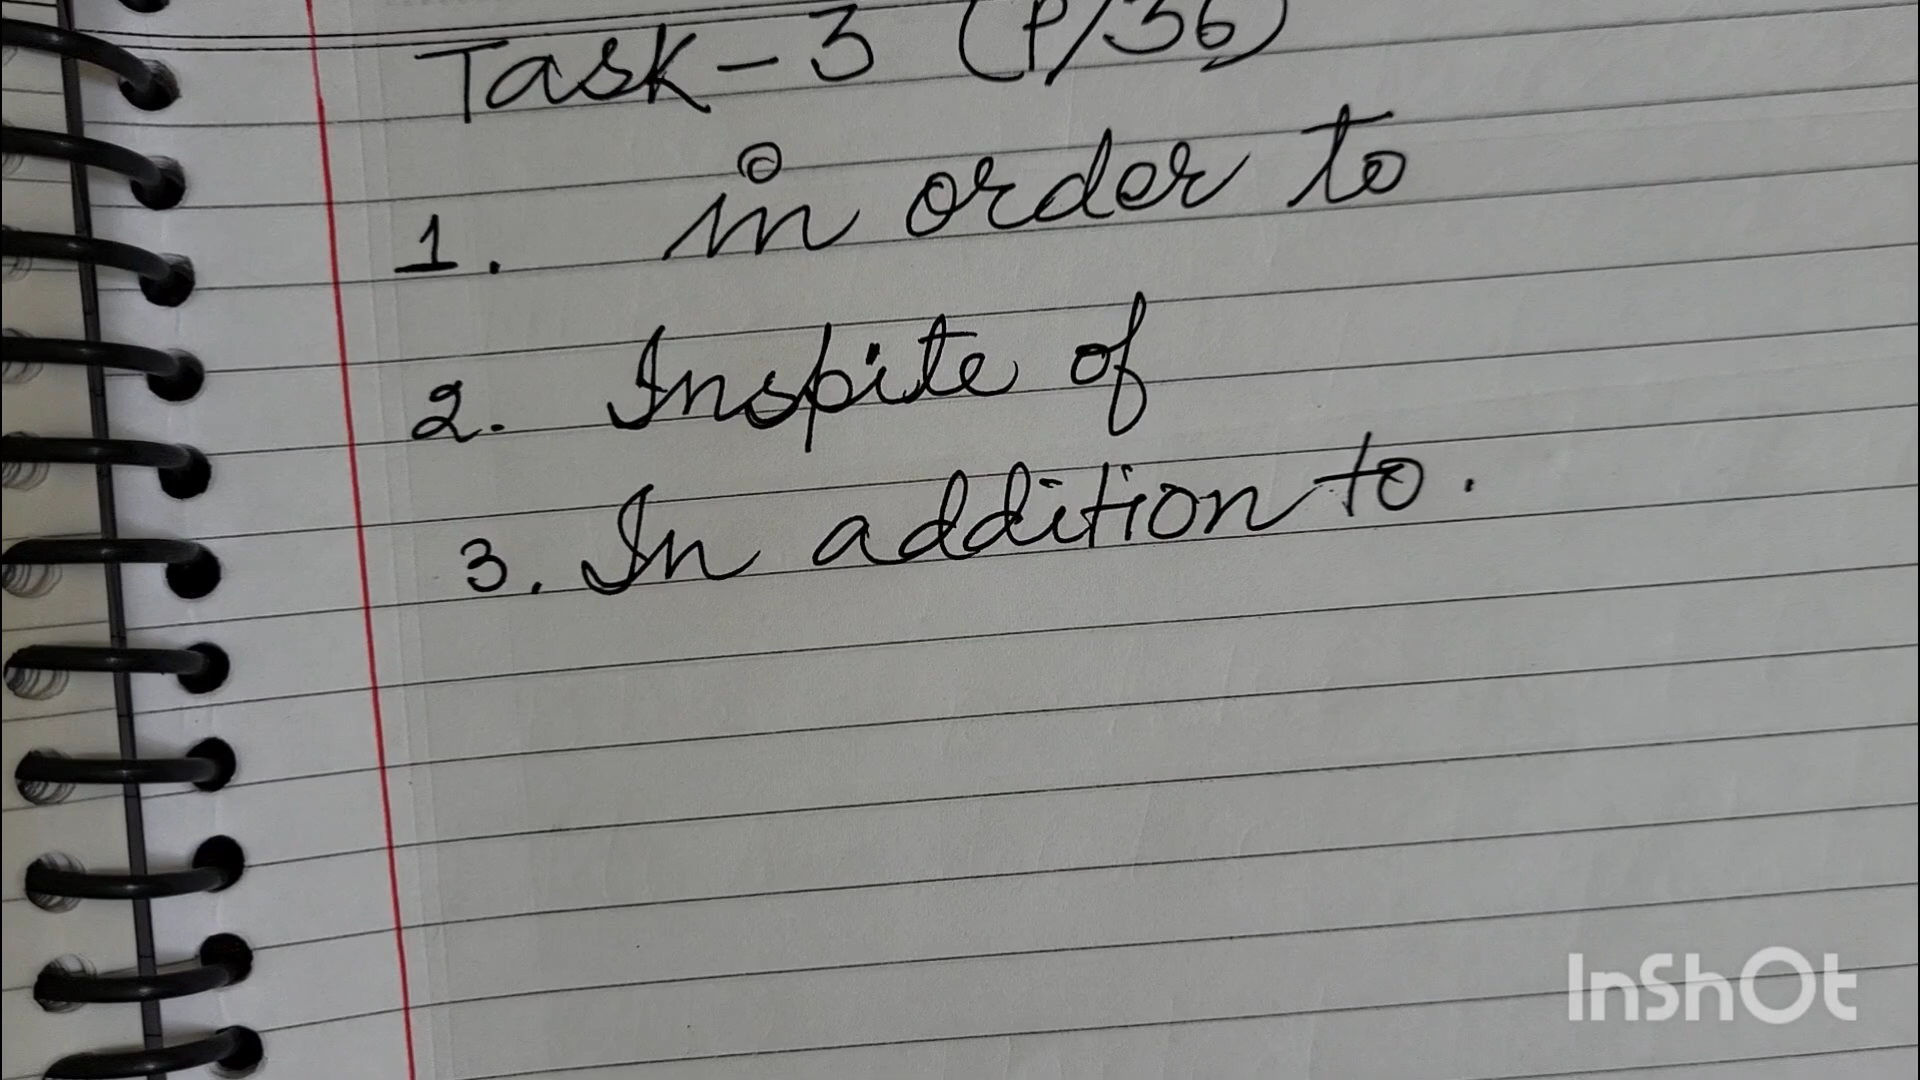 Task - 3 (P/36)
1. in order to
2. Inspite of
3. In addition to.
InShOt